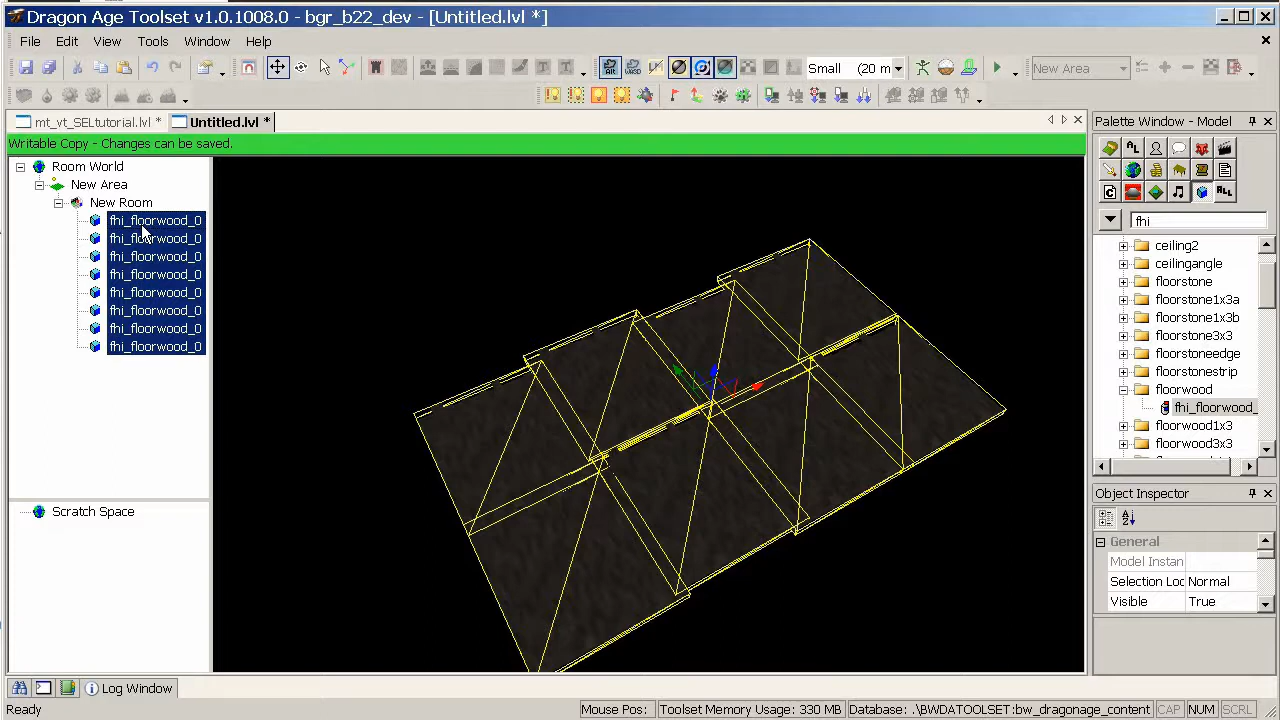 Dragon Age Toolset v1.0.1008.0 - bgr_b22_dev - [Untitled.lvl *]
File Edit View Tools Window Help
Small (20 m
New Area
mt_vt_SELtutorial.lvl *
Untitled.lvl *
Writable Copy - Changes can be saved.
Room World
New Area
New Room
fhi_floorwood_0
fhi_floorwood_0
fhi_floorwood_0
fhi_floorwood_0
fhi_floorwood_0
fhi_floorwood_0
fhi_floorwood_0
fhi_floorwood_0
Scratch Space
Palette Window - Model
fhi
ceiling2
ceilingangle
floorstone
floorstone1x3a
floorstone1x3b
floorstone3x3
floorstoneedge
floorstonestrip
floorwood
fhi_floorwood_
floorwood1x3
floorwood3x3
Object Inspector
General
Model Instan
Selection Loc Normal
Visible True
Log Window
Ready
Mouse Pos:
Toolset Memory Usage: 330 MB
Database: .\BWDATOOLSET:bw_dragonage_content
CAP NUM SCRL